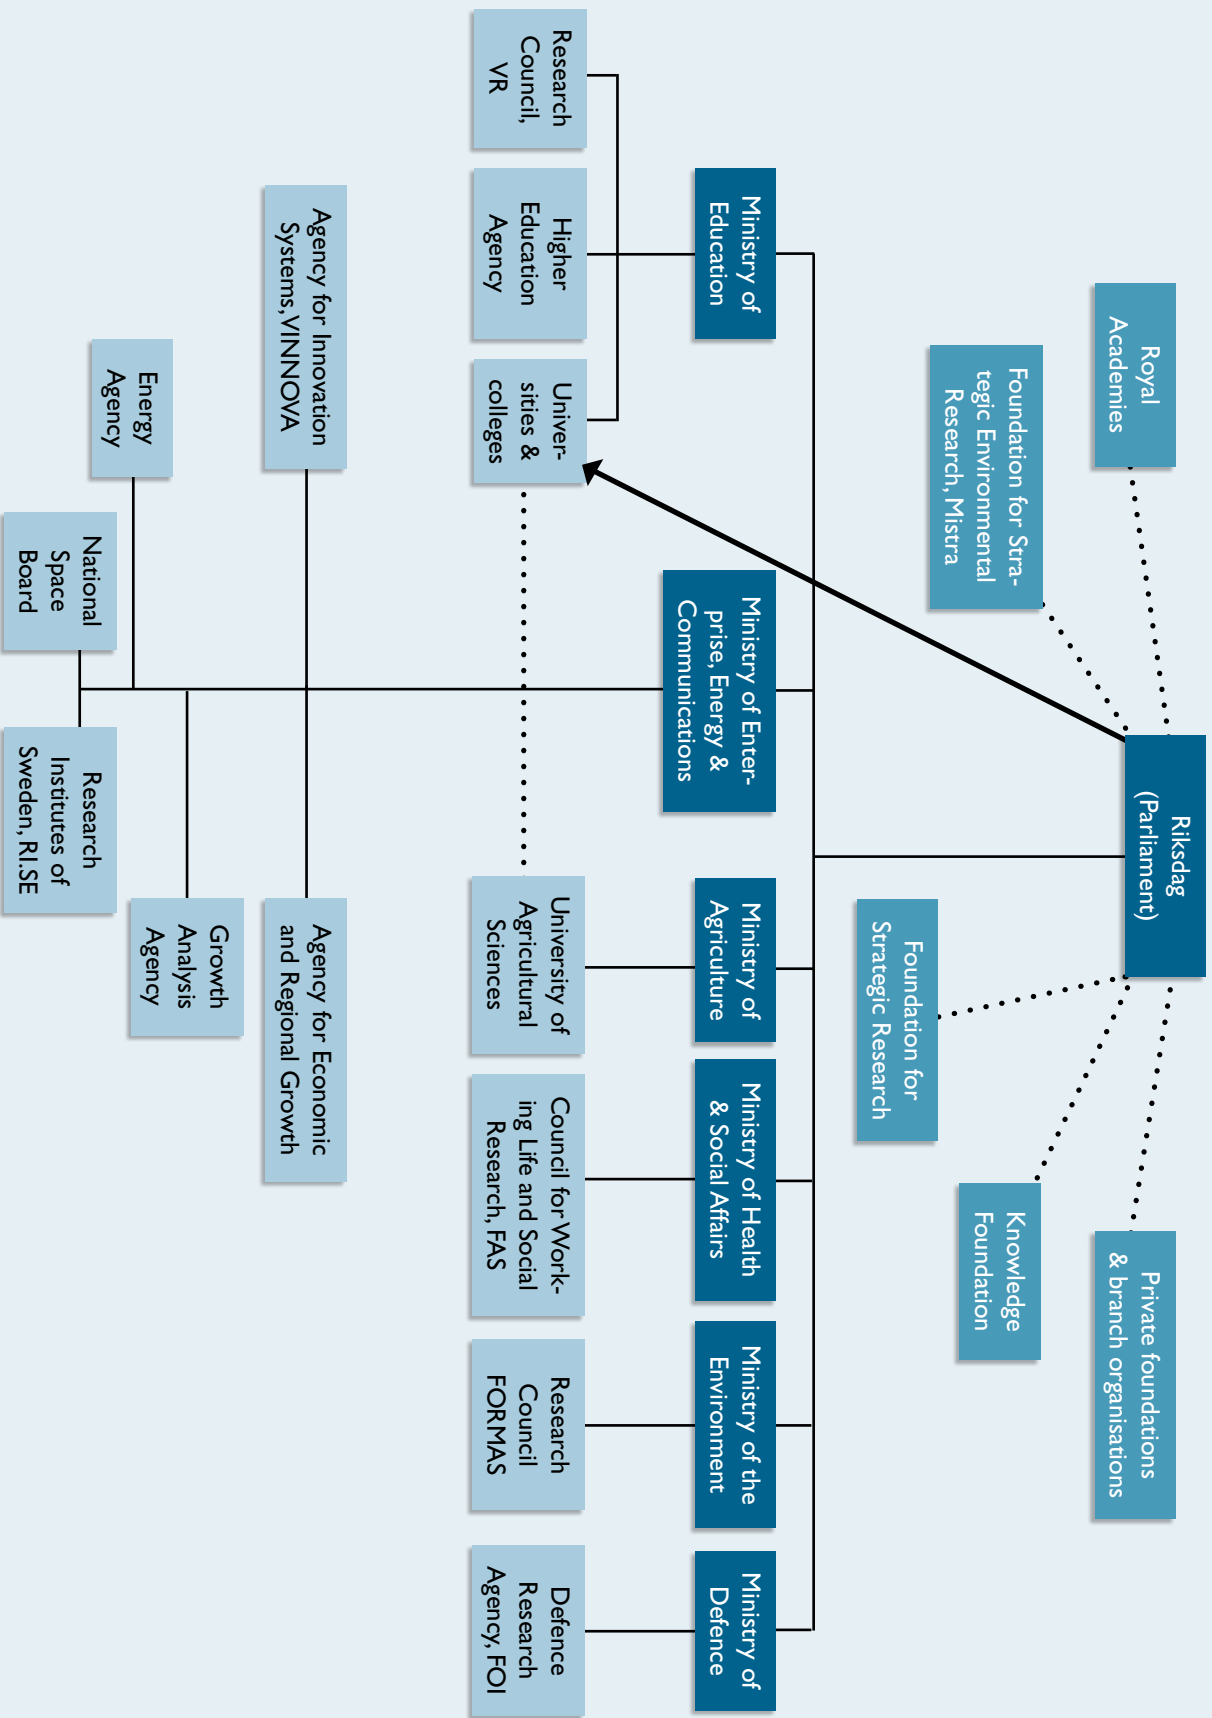 Riksdag
(Parliament)
Royal
Academies
Foundation for Stra-
tegic Environmental
Research, Mistra
Foundation for
Strategic Research
Knowledge
Foundation
Private foundations
& branch organisations
Ministry of
Education
Ministry of Enter-
prise, Energy &
Communications
Ministry of
Agriculture
Ministry of Health
& Social Affairs
Ministry of the
Environment
Ministry of
Defence
Research
Council,
VR
Higher
Education
Agency
Univer-
sities &
colleges
University of
Agricultural
Sciences
Council for Work-
ing Life and Social
Research, FAS
Research
Council
FORMAS
Defence
Research
Agency, FOI
Agency for Innovation
Systems, VINNOVA
Agency for Economic
and Regional Growth
Energy
Agency
Growth
Analysis
Agency
National
Space
Board
Research
Institutes of
Sweden, RI.SE